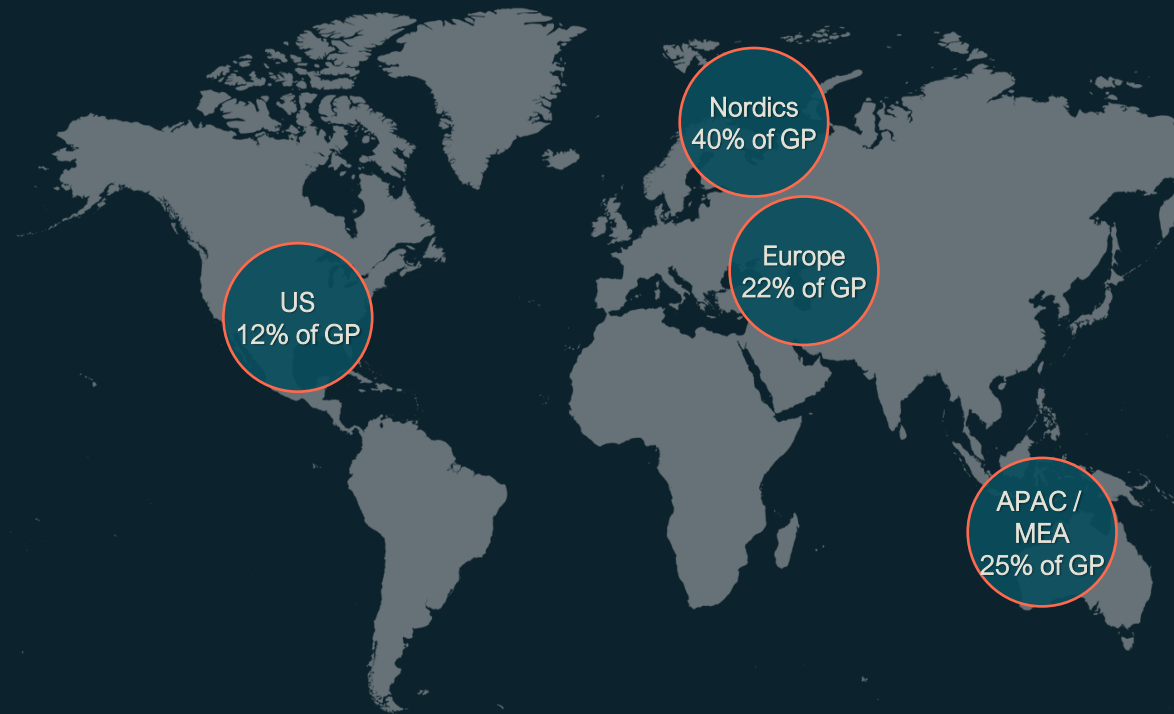 Nordics
40% of GP
Europe
22% of GP
US
12% of GP
APAC /
MEA
25% of GP